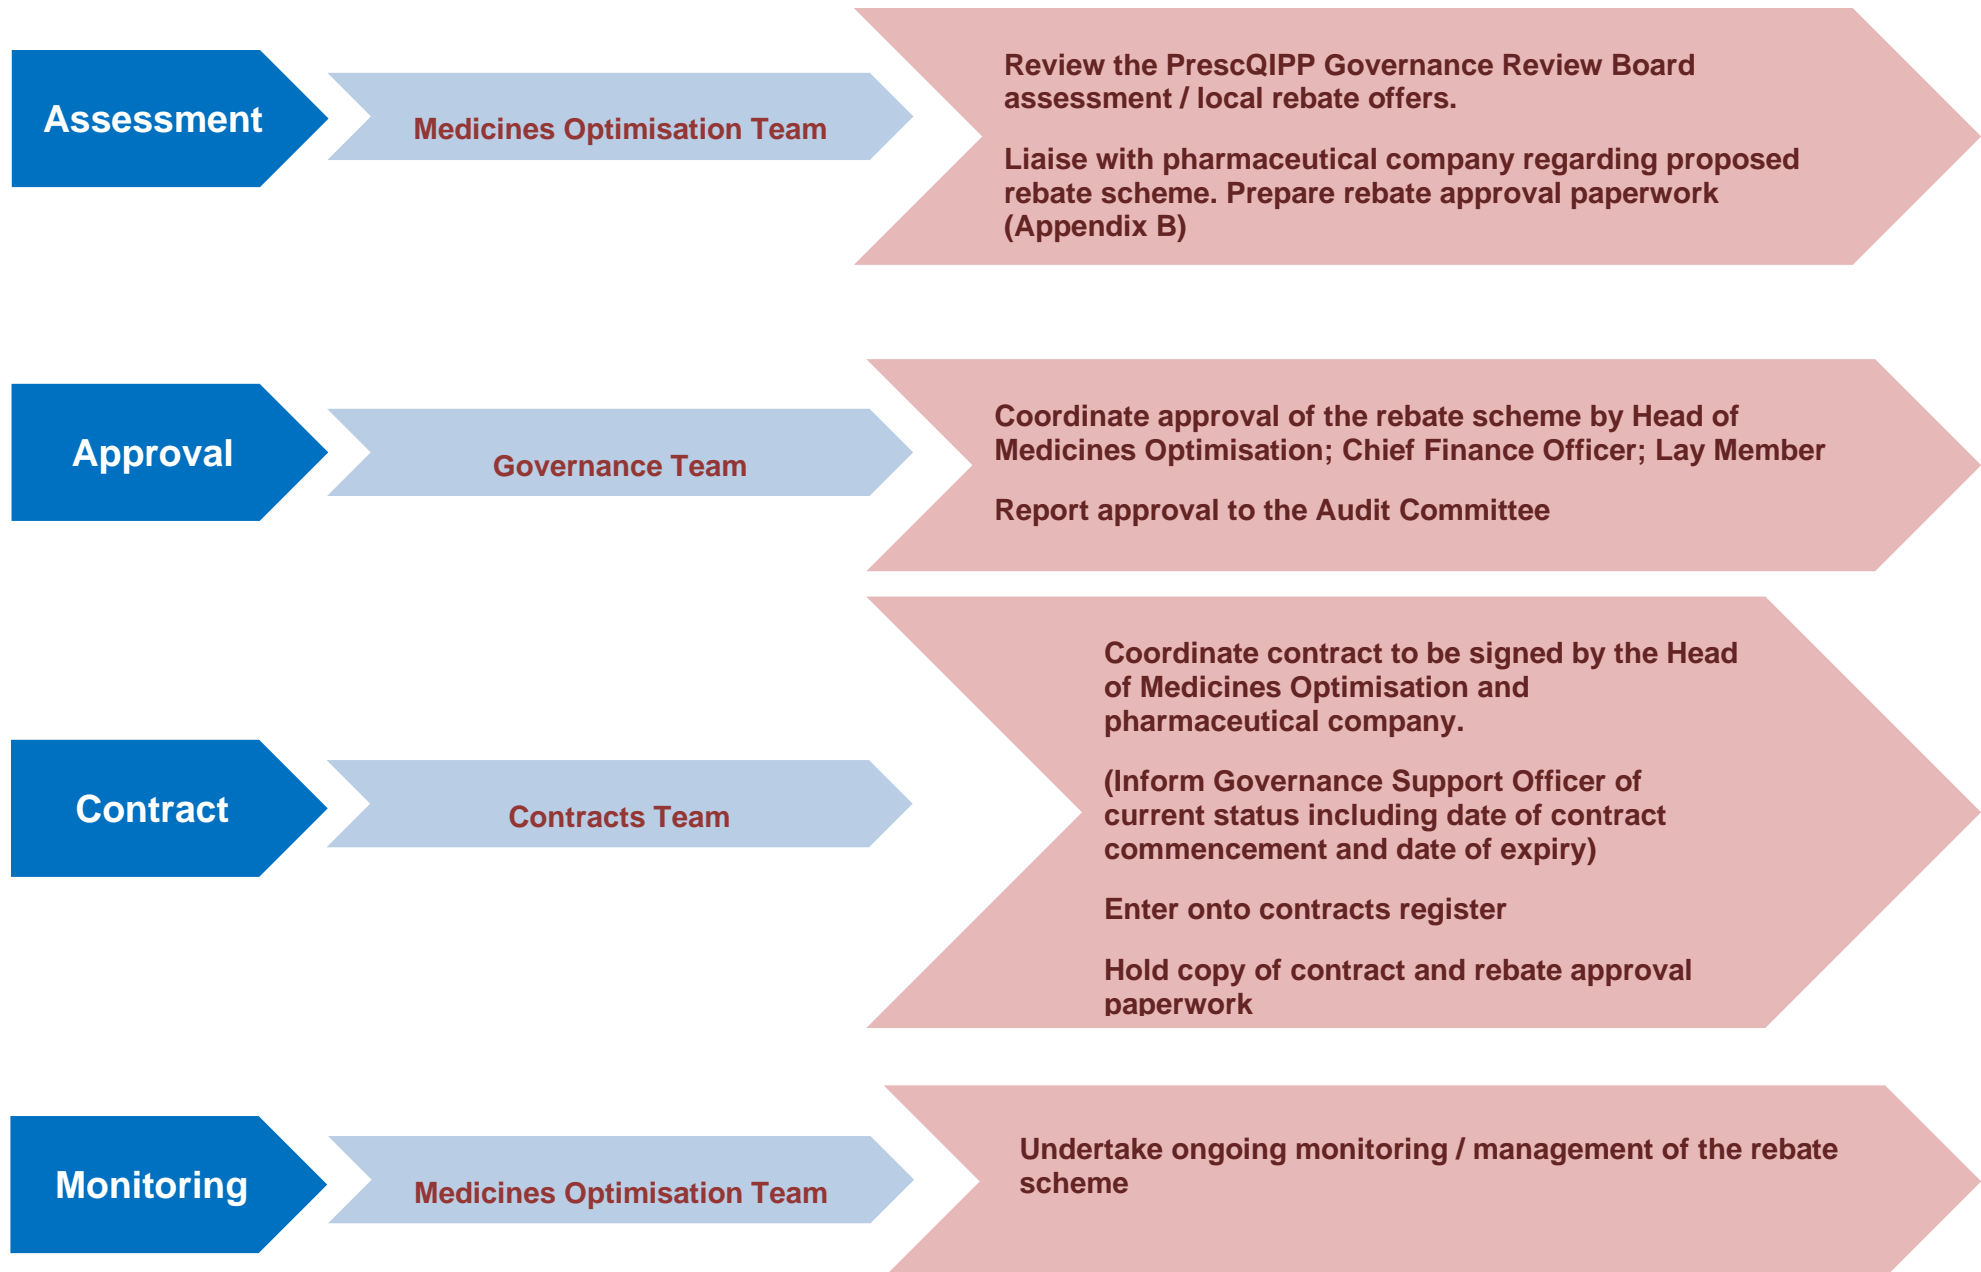 Assessment
Medicines Optimisation Team
Review the PrescQIPP Governance Review Board
assessment / local rebate offers.
Liaise with pharmaceutical company regarding proposed
rebate scheme. Prepare rebate approval paperwork
(Appendix B)
Approval
Governance Team
Coordinate approval of the rebate scheme by Head of
Medicines Optimisation; Chief Finance Officer; Lay Member
Report approval to the Audit Committee
Contract
Contracts Team
Coordinate contract to be signed by the Head
of Medicines Optimisation and
pharmaceutical company.
(Inform Governance Support Officer of
current status including date of contract
commencement and date of expiry)
Enter onto contracts register
Hold copy of contract and rebate approval
paperwork
Monitoring
Medicines Optimisation Team
Undertake ongoing monitoring / management of the rebate
scheme